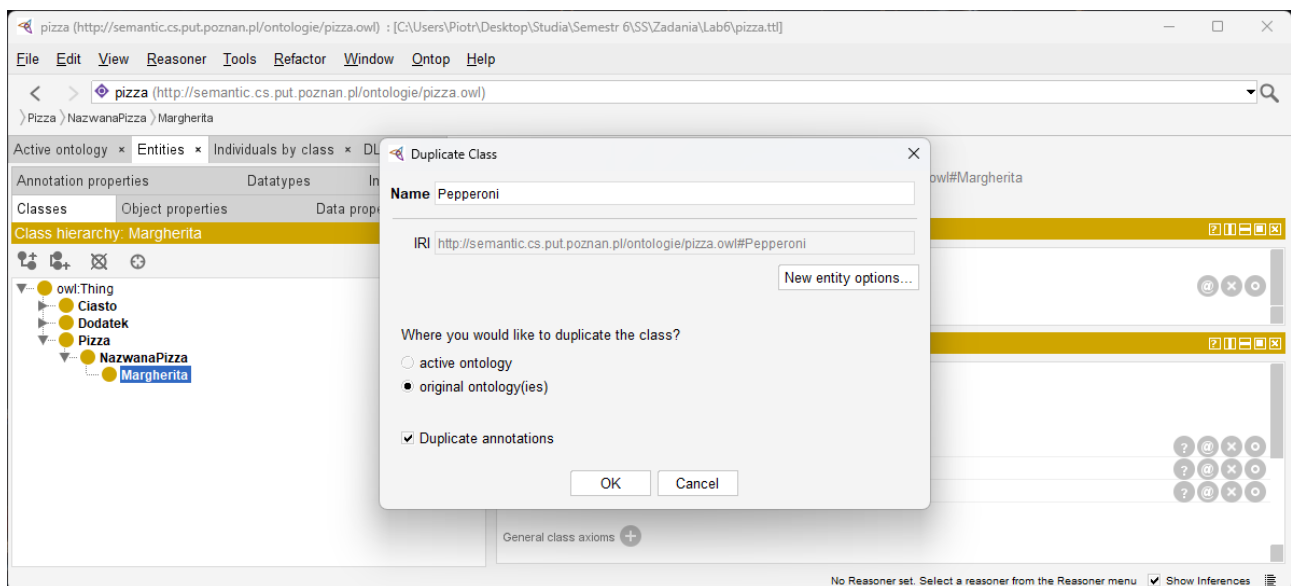 pizza (http://semantic.cs.put.poznan.pl/ontologie/pizza.owl) : [C:\Users\Piotr\Desktop\Studia\Semestr 6\SS\Zadania\Lab6\pizza.ttl]
File Edit View Reasoner Tools Refactor Window Ontop Help
pizza (http://semantic.cs.put.poznan.pl/ontologie/pizza.owl)
Pizza NazwanaPizza Margherita
Active ontology × Entities × Individuals by class × DL
Annotation properties Datatypes In
Classes Object properties Data prope
Class hierarchy: Margherita
owl:Thing
Ciasto
Dodatek
Pizza
NazwanaPizza
Margherita
Duplicate Class
Name Pepperoni
IRI http://semantic.cs.put.poznan.pl/ontologie/pizza.owl#Pepperoni
New entity options...
Where you would like to duplicate the class?
active ontology
original ontology(ies)
Duplicate annotations
OK Cancel
owl#Margherita
General class axioms
No Reasoner set. Select a reasoner from the Reasoner menu Show Inferences